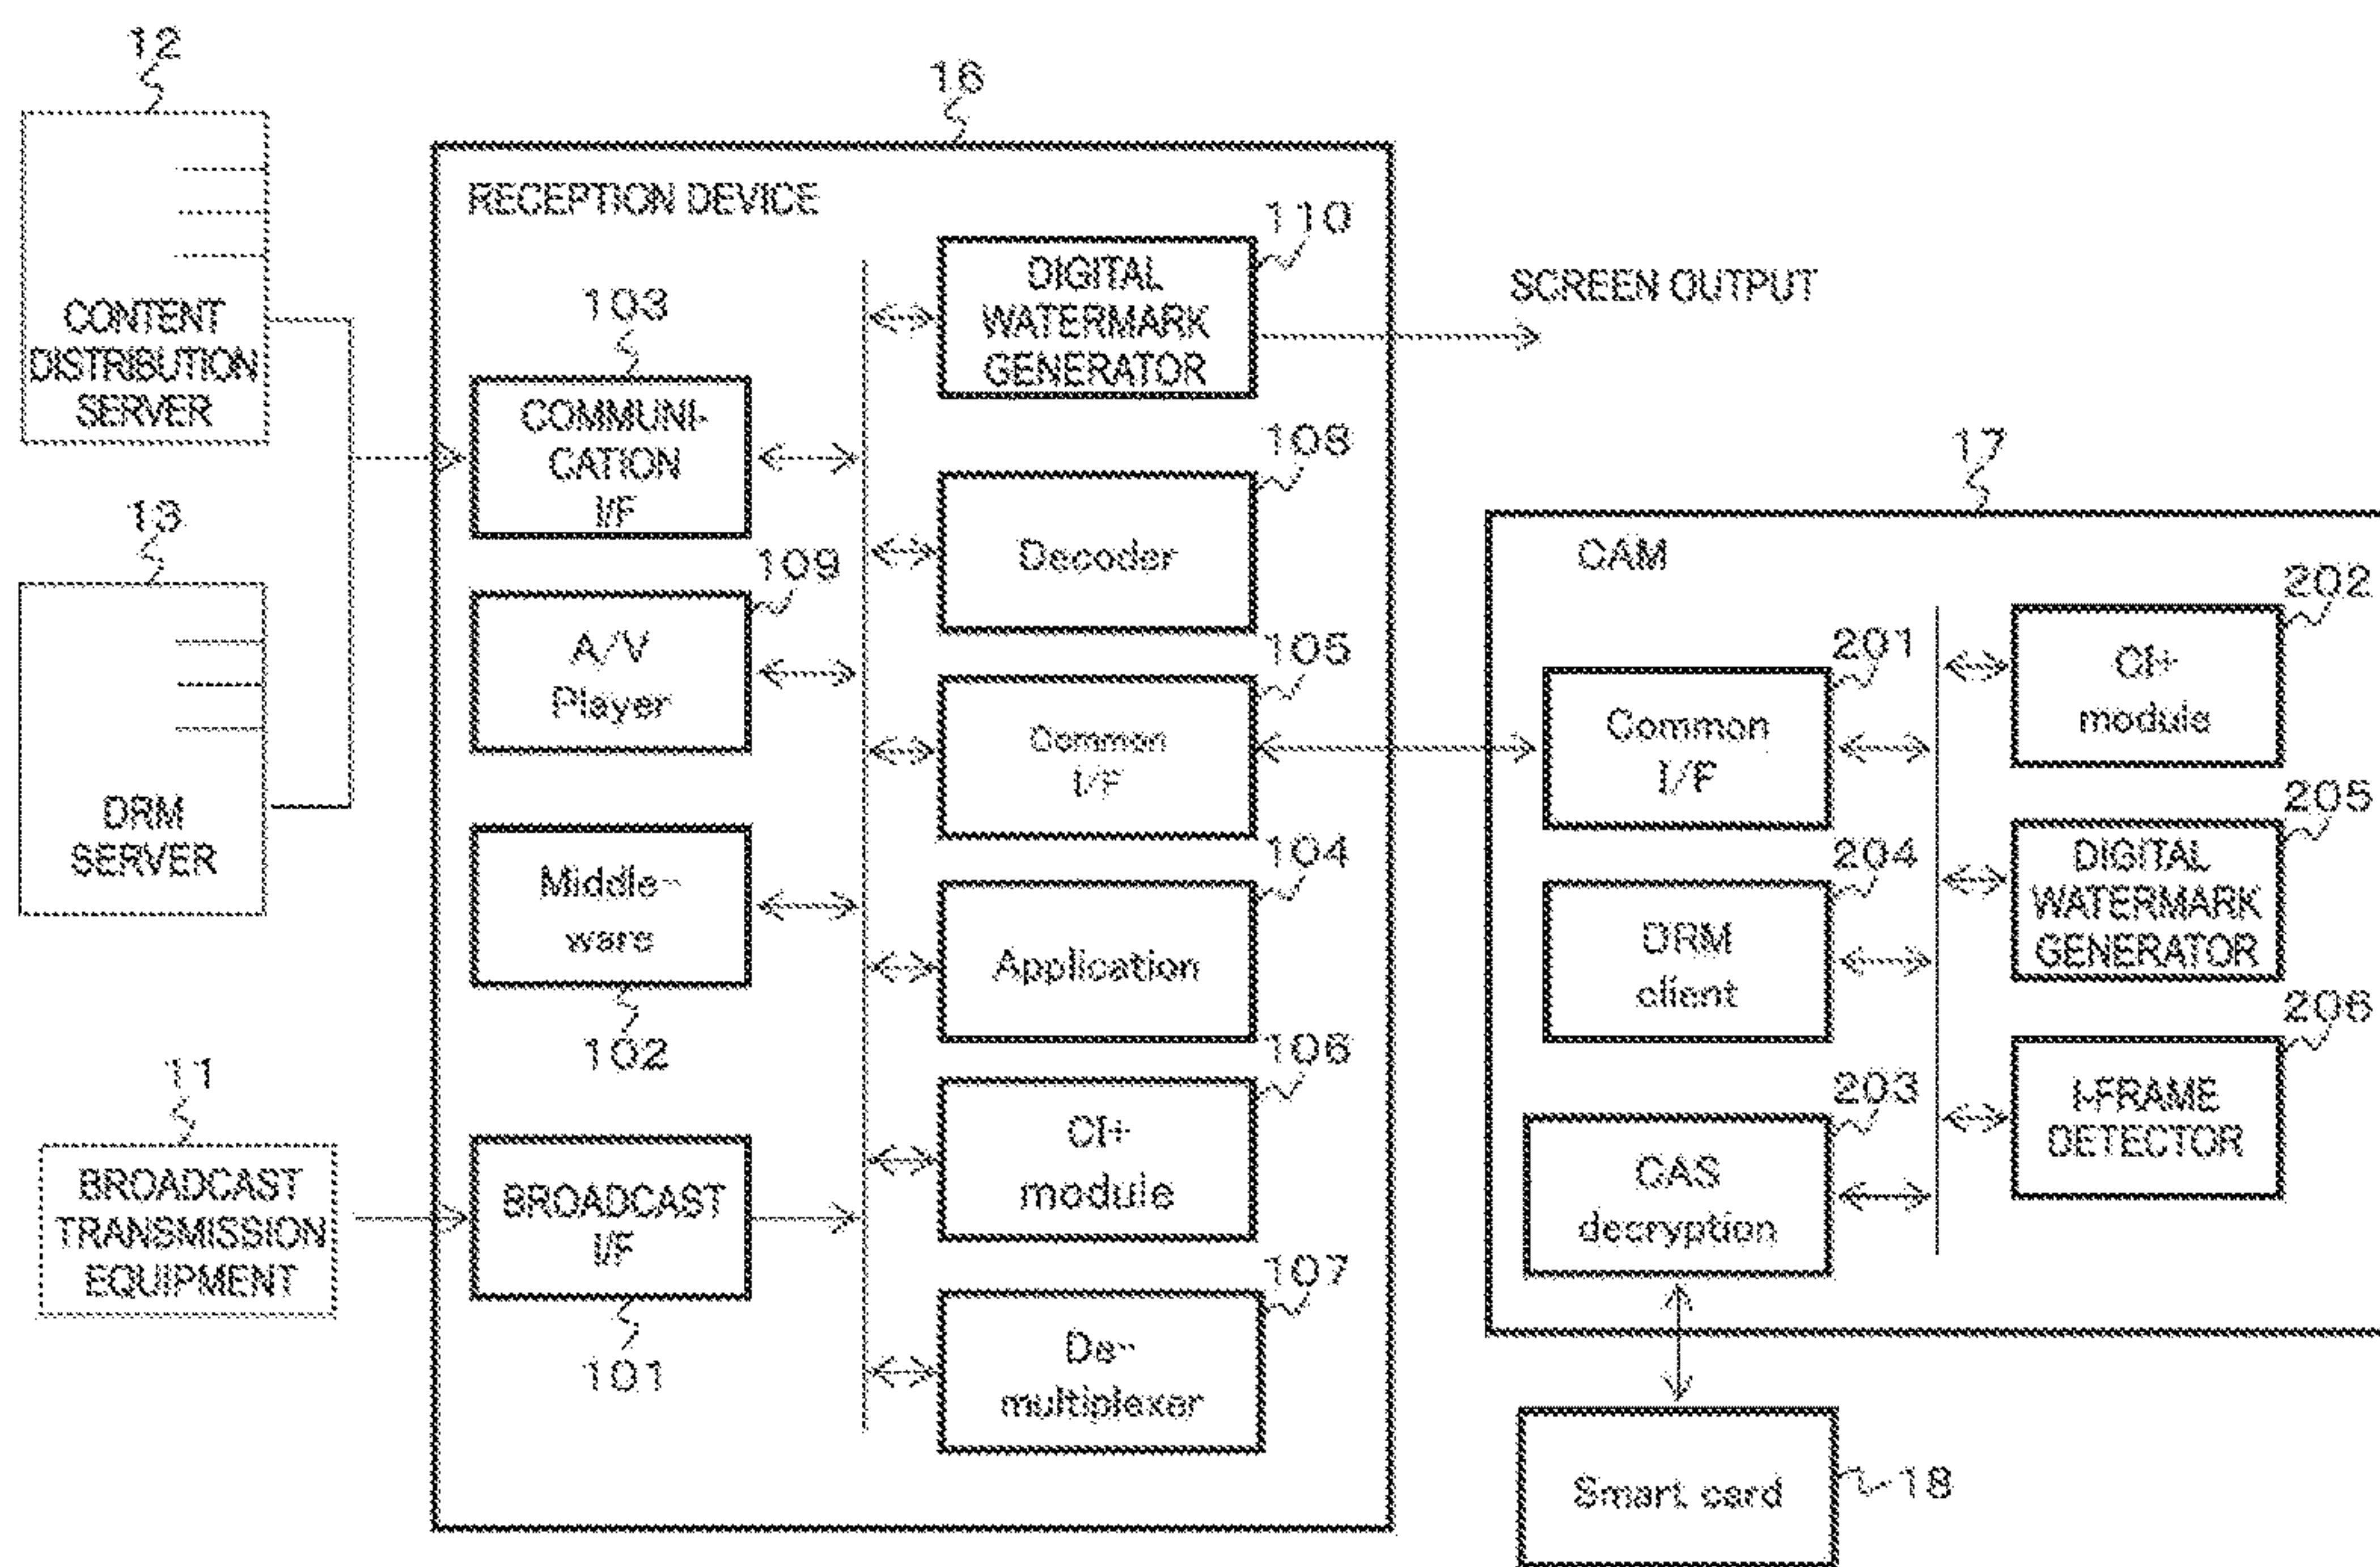 12
CONTENT
DISTRIBUTION
SERVER
13
DRM
SERVER
11
BROADCAST
TRANSMISSION
EQUIPMENT
16
RECEPTION DEVICE
103
COMMUNI-
CATION
I/F
109
A/V
Player
Middle-
ware
102
BROADCAST
I/F
101
110
DIGITAL
WATERMARK
GENERATOR
108
Decoder
105
Common
I/F
104
Application
106
CI+
module
107
De-
multiplexer
SCREEN OUTPUT
17
CAM
201
Common
I/F
204
DRM
client
203
CAS
decryption
202
CI+
module
205
DIGITAL
WATERMARK
GENERATOR
206
I-FRAME
DETECTOR
Smart card
18